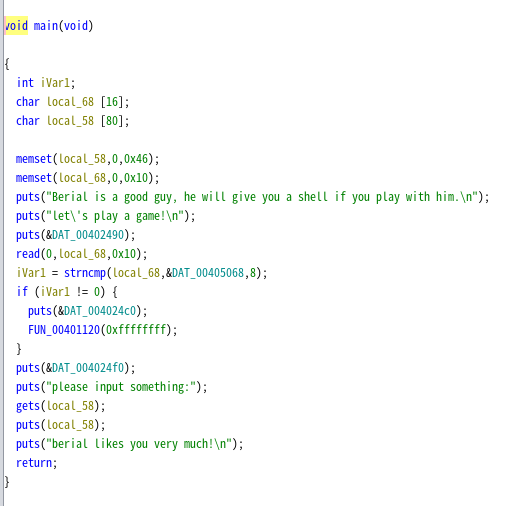 void main(void)
{
int iVar1;
char local_68 [16];
char local_58 [80];
memset(local_58,0,0x46);
memset(local_68,0,0x10);
puts("Berial is a good guy, he will give you a shell if you play with him.\n");
puts("let\'s play a game!\n");
puts(&DAT_00402490);
read(0,local_68,0x10);
iVar1 = strncmp(local_68,&DAT_00405068,8);
if (iVar1 != 0) {
puts(&DAT_004024c0);
FUN_00401120(0xffffffff);
}
puts(&DAT_004024f0);
puts("please input something:");
gets(local_58);
puts(local_58);
puts("berial likes you very much!\n");
return;
}